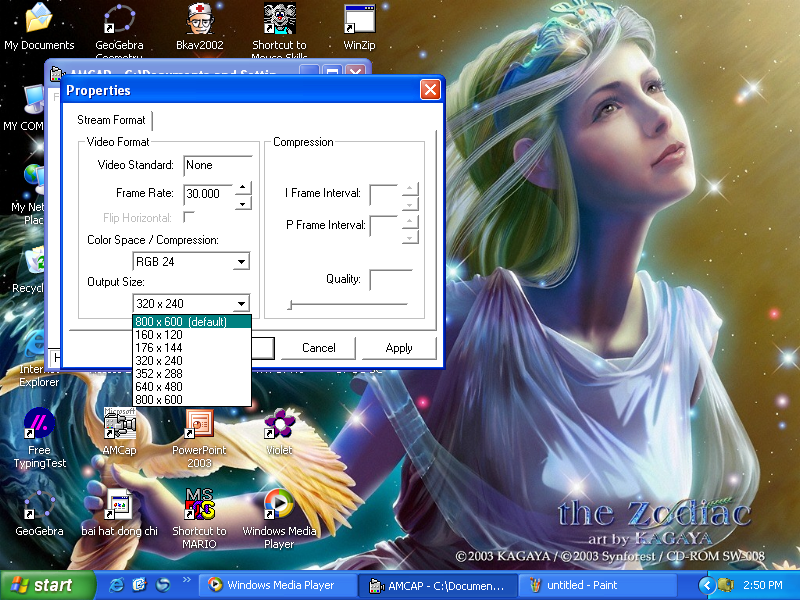 My Documents
GeoGebra
Geometry
Bkav2002
Shortcut to
Mouse Skills
WinZip
AMCAP - C:\Documents and Settin
Properties
Stream Format
Video Format
Video Standard:
None
Frame Rate:
30.000
Flip Horizontal:
Color Space / Compression:
RGB 24
Output Size:
320 x 240
800 x 600 (default)
160 x 120
176 x 144
320 x 240
352 x 288
640 x 480
800 x 600
Compression
I Frame Interval:
P Frame Interval:
Quality:
Cancel
Apply
MY COM
My Net
Plac
Recycl
Internet
Explorer
Free
TypingTest
Microsoft
AMCap
PowerPoint
2003
Violet
GeoGebra
bai hat dong chi
MS
Shortcut to
MARIO
Windows Media
Player
the Zodiac
art by KAGAYA
©2003 KAGAYA / ©2003 Synforest / CD-ROM SW-008
start
Windows Media Player
AMCAP - C:\Documen...
untitled - Paint
2:50 PM